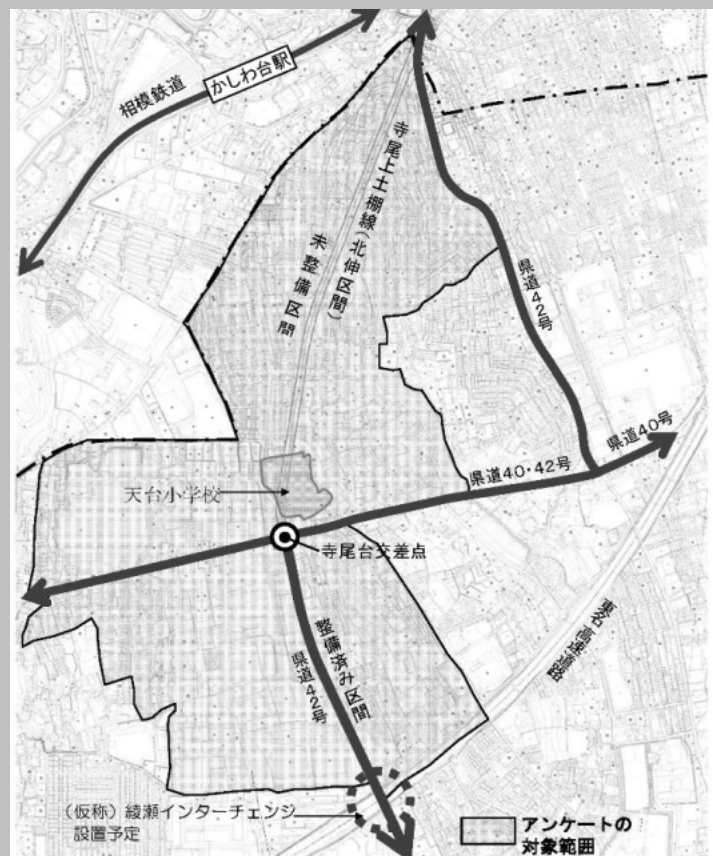 かしわ台駅
相模鉄道
寺尾上土棚線(北伸区間)
未整備区間
県道42号
県道40号
県道40・42号
天台小学校
寺尾台交差点
東名高速道路
整備済み区間
県道42号
(仮称)綾瀬インターチェンジ
設置予定
アンケートの
対象範囲